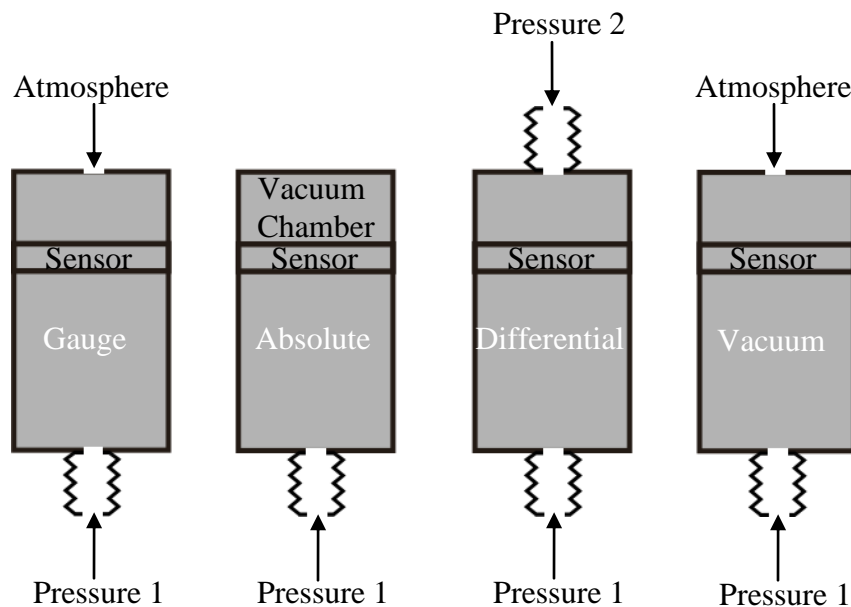 Pressure 2
Atmosphere
Atmosphere
Vacuum
Chamber
Sensor
Sensor
Sensor
Sensor
Gauge
Absolute
Differential
Vacuum
Pressure 1
Pressure 1
Pressure 1
Pressure 1